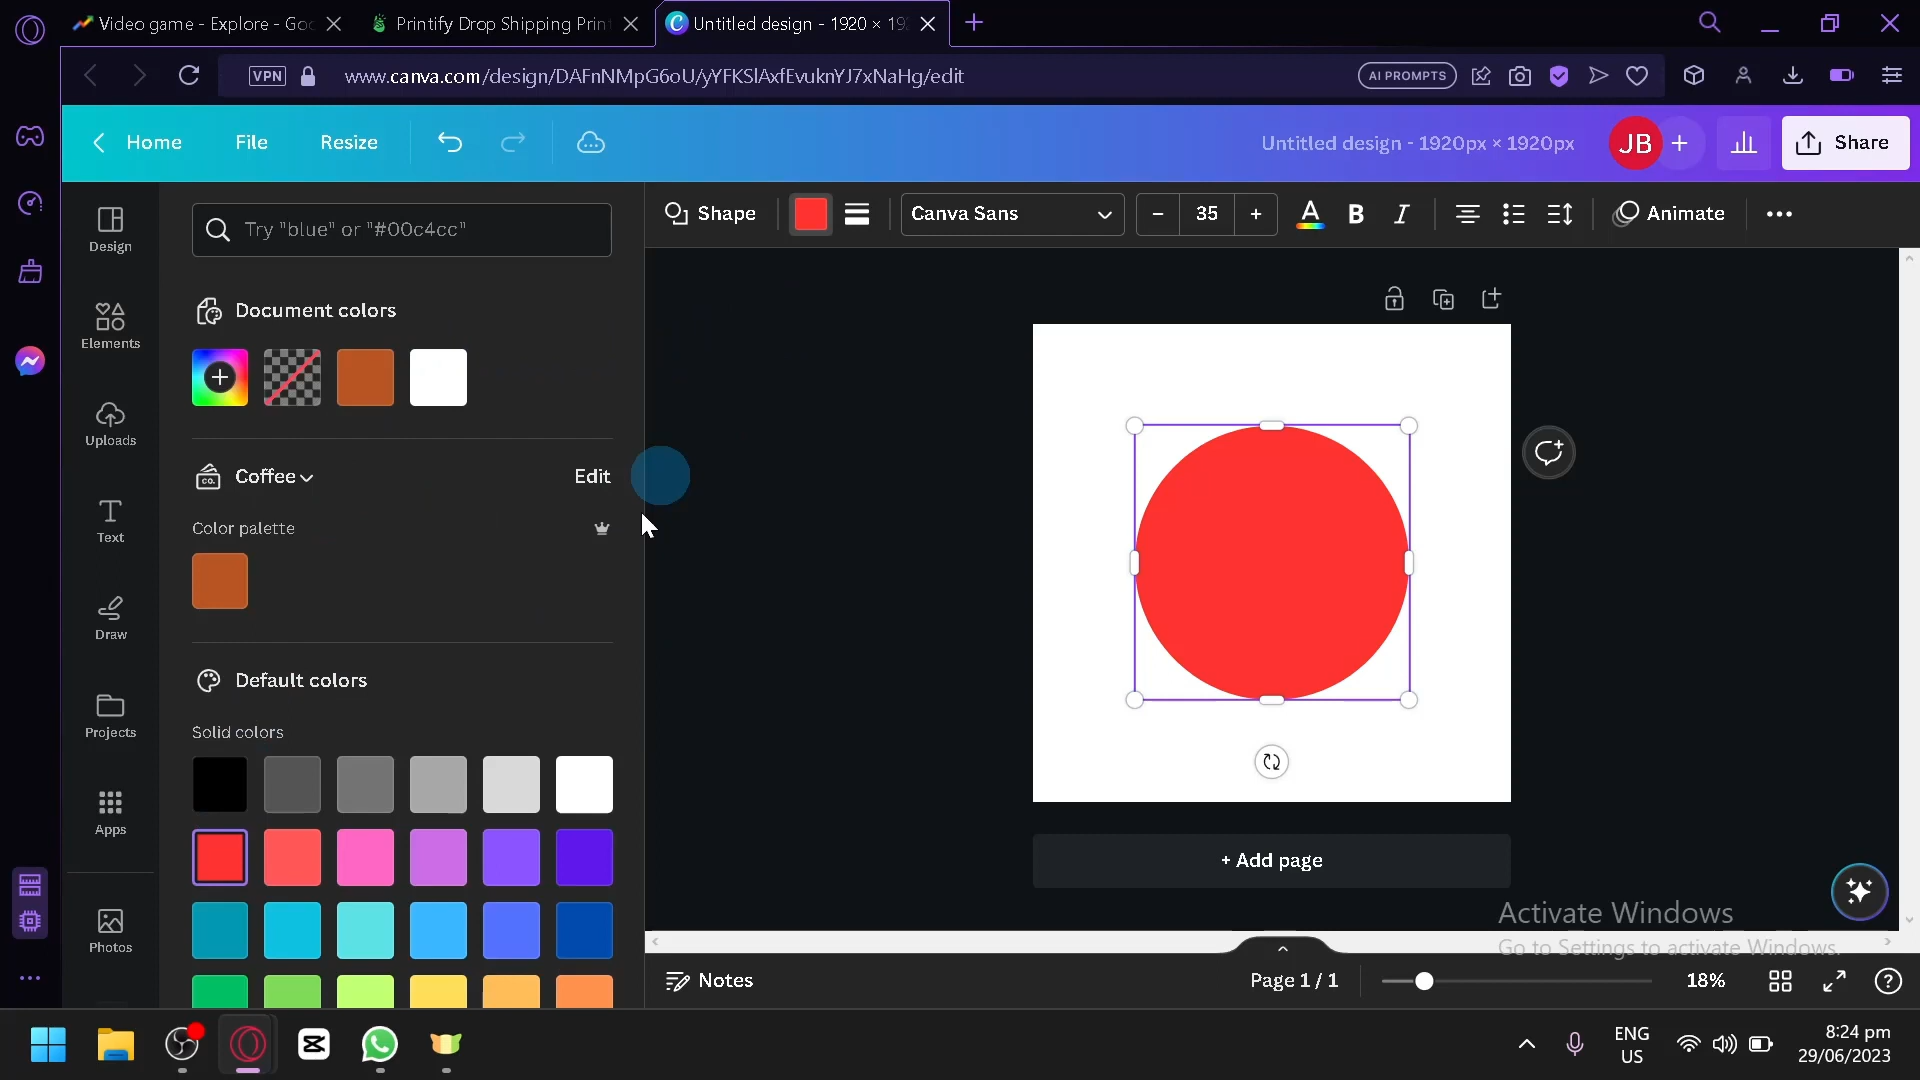 Video game - Explore - Goo
Printify Drop Shipping Print
Untitled design - 1920 × 192
VPN
www.canva.com/design/DAFnNMpG6oU/yYFKSlAxfEvuknYJ7xNaHg/edit
AI PROMPTS
Home
File
Resize
Untitled design - 1920px × 1920px
JB
Share
Design
Elements
Uploads
Text
Draw
Projects
Apps
Photos
Try "blue" or "#00c4cc"
Document colors
CO.
Coffee
Edit
Color palette
Default colors
Solid colors
Shape
Canva Sans
35
A
B
I
Animate
+ Add page
Activate Windows
Go to Settings to activate Windows.
Notes
Page 1 / 1
18%
ENG
US
8:24 pm
29/06/2023